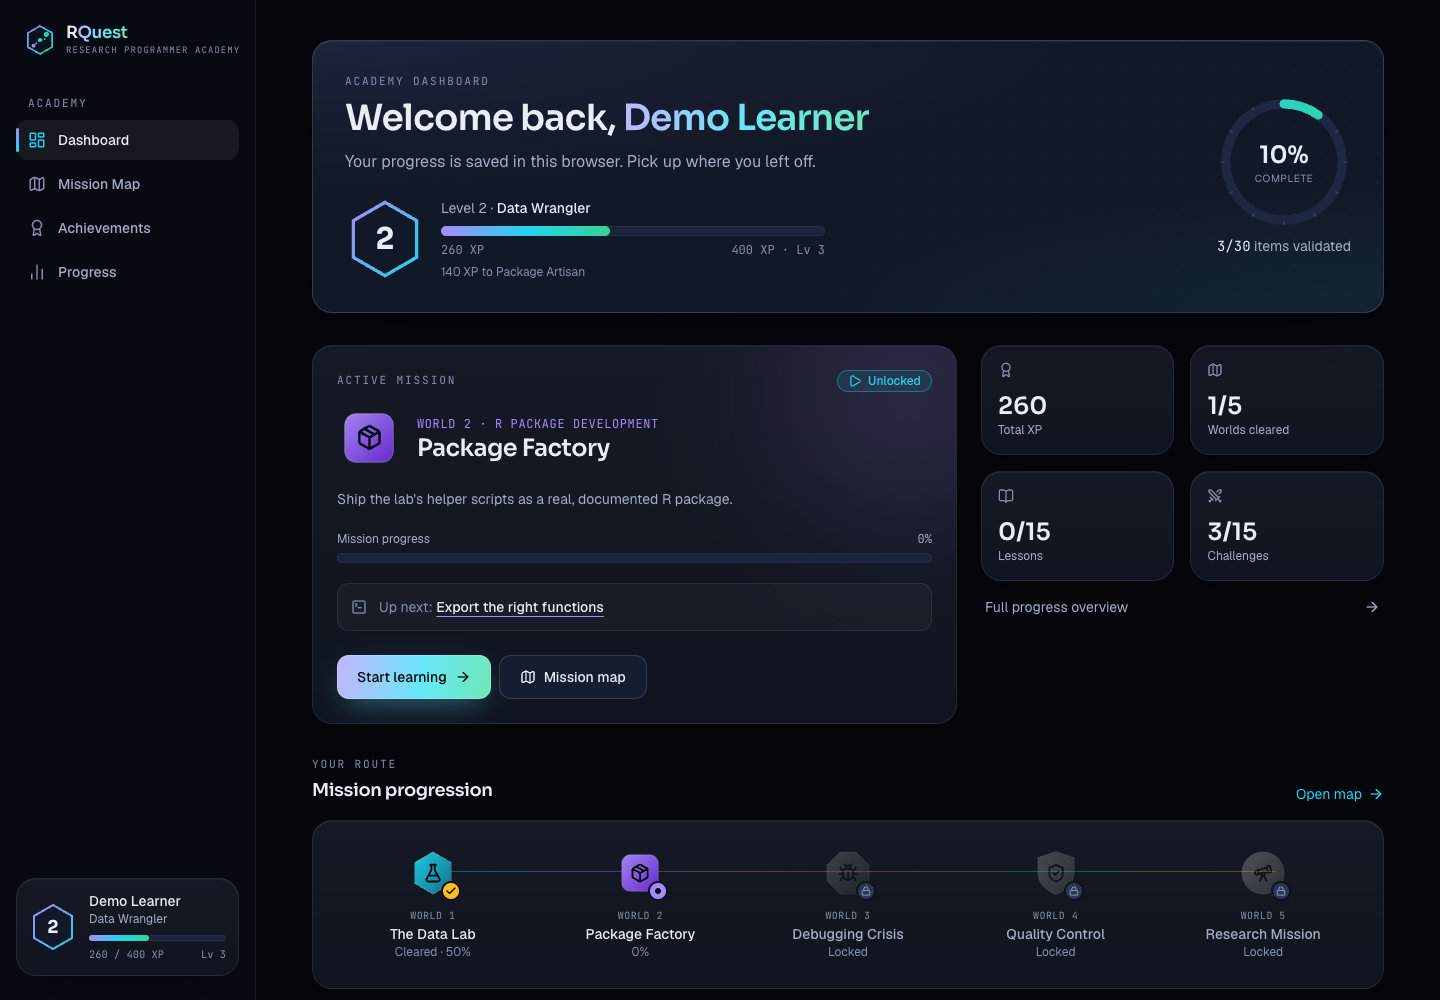 RQuest
RESEARCH PROGRAMMER ACADEMY
ACADEMY
Dashboard
Mission Map
Achievements
Progress
2
Demo Learner
Data Wrangler
260 / 400 XP Lv 3
ACADEMY DASHBOARD
Welcome back, Demo Learner
Your progress is saved in this browser. Pick up where you left off.
2
Level 2 · Data Wrangler
260 XP 400 XP · Lv 3
140 XP to Package Artisan
10%
COMPLETE
3/30 items validated
ACTIVE MISSION
Unlocked
WORLD 2 · R PACKAGE DEVELOPMENT
Package Factory
Ship the lab's helper scripts as a real, documented R package.
Mission progress 0%
Up next: Export the right functions
Start learning
Mission map
260
Total XP
1/5
Worlds cleared
0/15
Lessons
3/15
Challenges
Full progress overview
YOUR ROUTE
Mission progression
Open map
WORLD 1
The Data Lab
Cleared · 50%
WORLD 2
Package Factory
0%
WORLD 3
Debugging Crisis
Locked
WORLD 4
Quality Control
Locked
WORLD 5
Research Mission
Locked